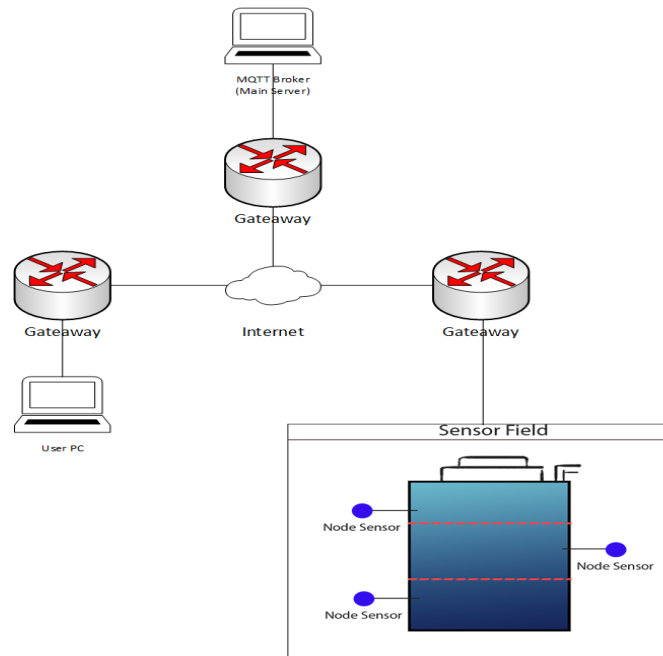 MQTT Broker
(Main Server)
Gateaway
Gateaway
Internet
Gateaway
User PC
Sensor Field
Node Sensor
Node Sensor
Node Sensor